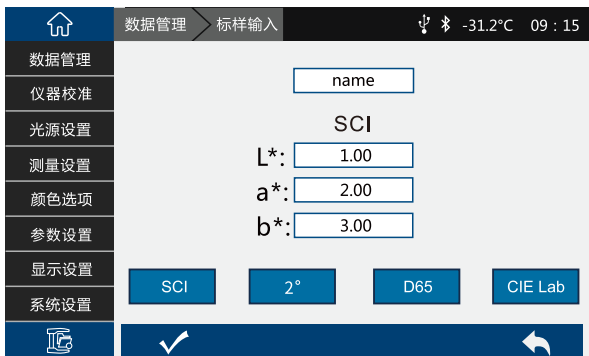 数据管理 标样输入 -31.2°C 09 : 15
数据管理
仪器校准
光源设置
测量设置
颜色选项
参数设置
显示设置
系统设置
name
SCI
L*: 1.00
a*: 2.00
b*: 3.00
SCI 2° D65 CIE Lab